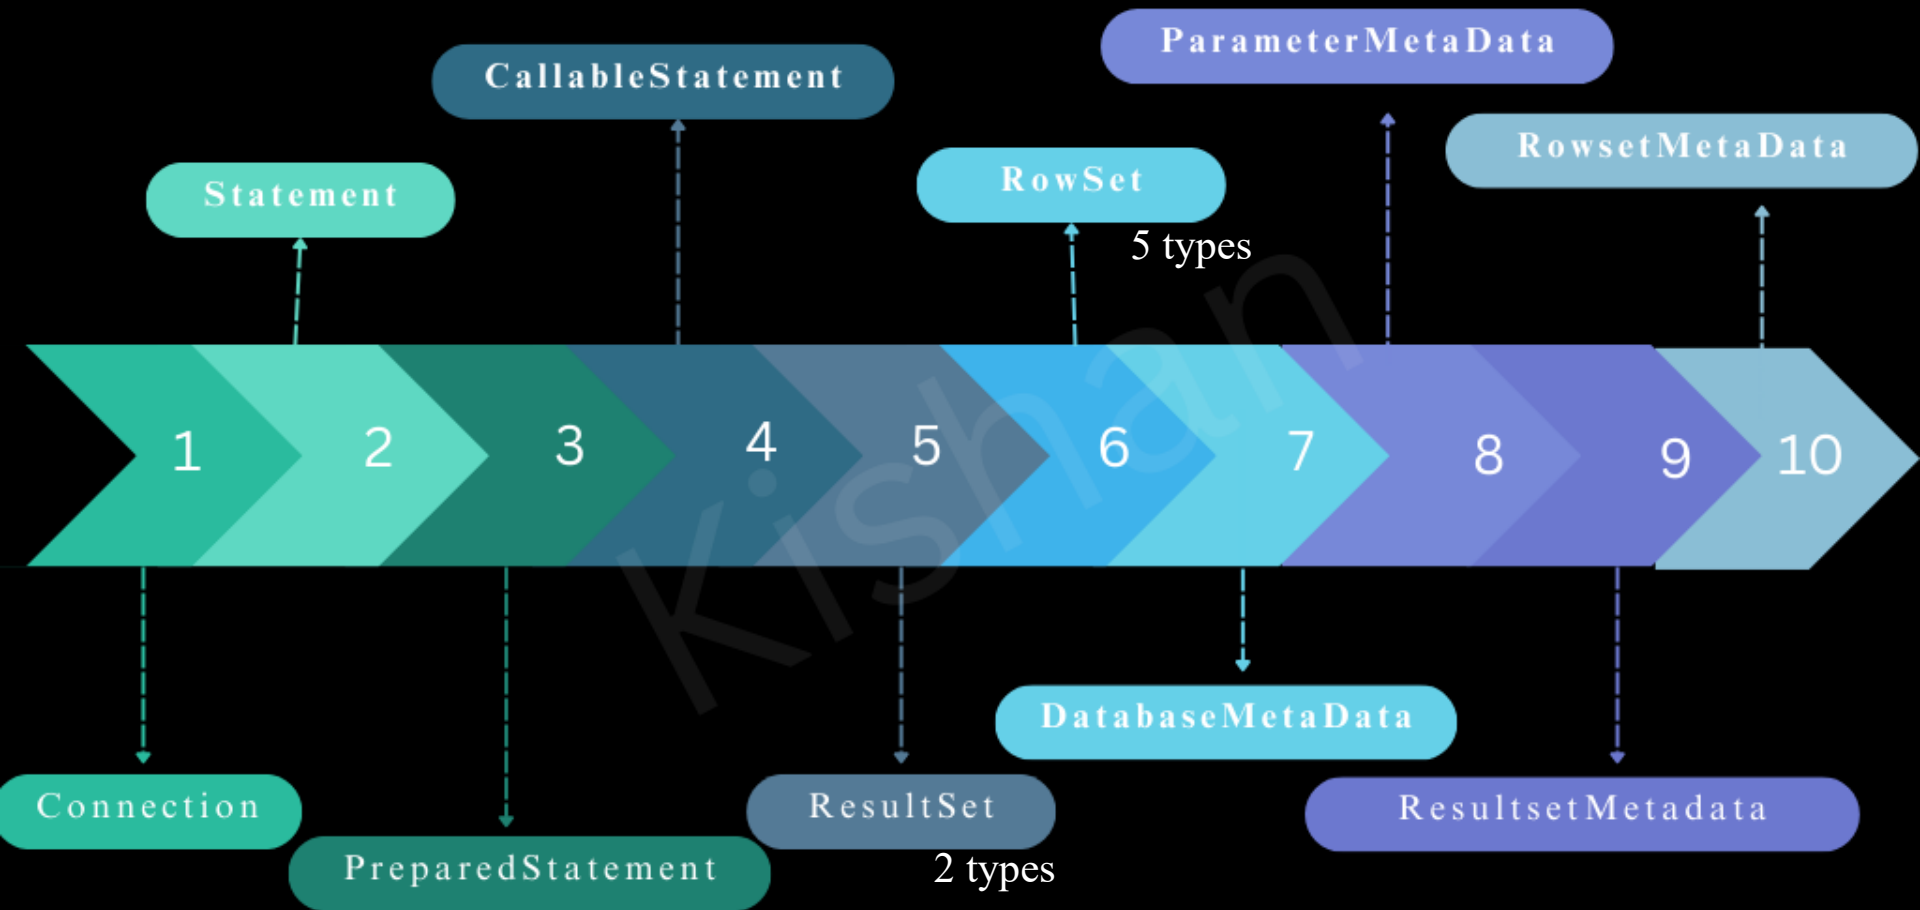 ParameterMetaData
CallableStatement
RowsetMetaData
RowSet
Statement
5 types
1
2
3
4
5
6
7
8
9
10
Kishan
DatabaseMetaData
Connection
ResultSet
ResultsetMetadata
PreparedStatement
2 types